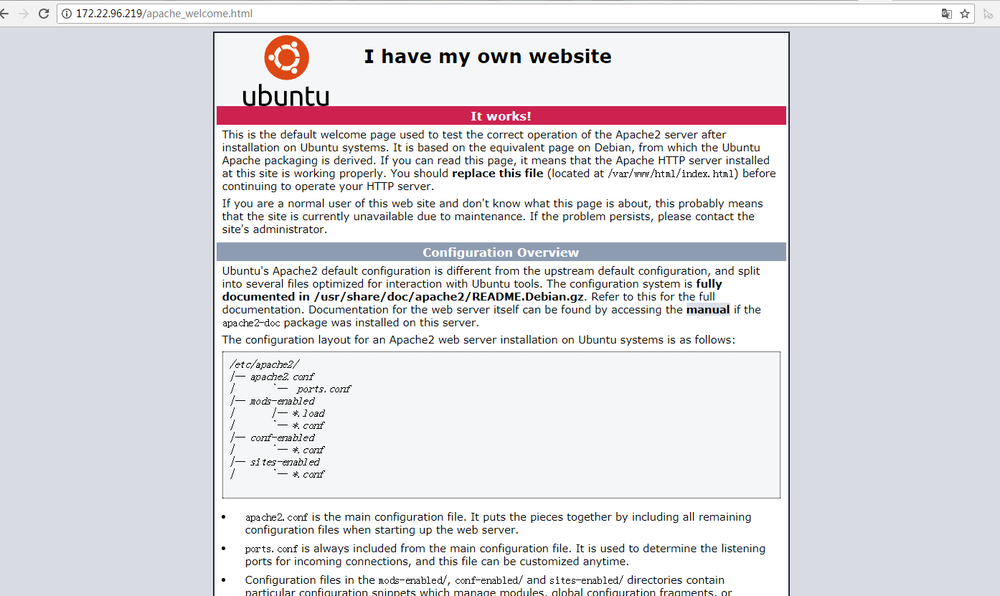 172.22.96.219/apache_welcome.html
ubuntu
I have my own website
It works!
This is the default welcome page used to test the correct operation of the Apache2 server after
installation on Ubuntu systems. It is based on the equivalent page on Debian, from which the Ubuntu
Apache packaging is derived. If you can read this page, it means that the Apache HTTP server installed
at this site is working properly. You should replace this file (located at /var/www/html/index.html) before
continuing to operate your HTTP server.
If you are a normal user of this web site and don't know what this page is about, this probably means
that the site is currently unavailable due to maintenance. If the problem persists, please contact the
site's administrator.
Configuration Overview
Ubuntu's Apache2 default configuration is different from the upstream default configuration, and split
into several files optimized for interaction with Ubuntu tools. The configuration system is fully
documented in /usr/share/doc/apache2/README.Debian.gz. Refer to this for the full
documentation. Documentation for the web server itself can be found by accessing the manual if the
apache2-doc package was installed on this server.
The configuration layout for an Apache2 web server installation on Ubuntu systems is as follows:
/etc/apache2/
|-- apache2.conf
|       `--  ports.conf
|-- mods-enabled
|       |-- *.load
|       `-- *.conf
|-- conf-enabled
|       `-- *.conf
|-- sites-enabled
|       `-- *.conf
• apache2.conf is the main configuration file. It puts the pieces together by including all remaining
configuration files when starting up the web server.
• ports.conf is always included from the main configuration file. It is used to determine the listening
ports for incoming connections, and this file can be customized anytime.
• Configuration files in the mods-enabled/, conf-enabled/ and sites-enabled/ directories contain
particular configuration snippets which manage modules, global configuration fragments, or